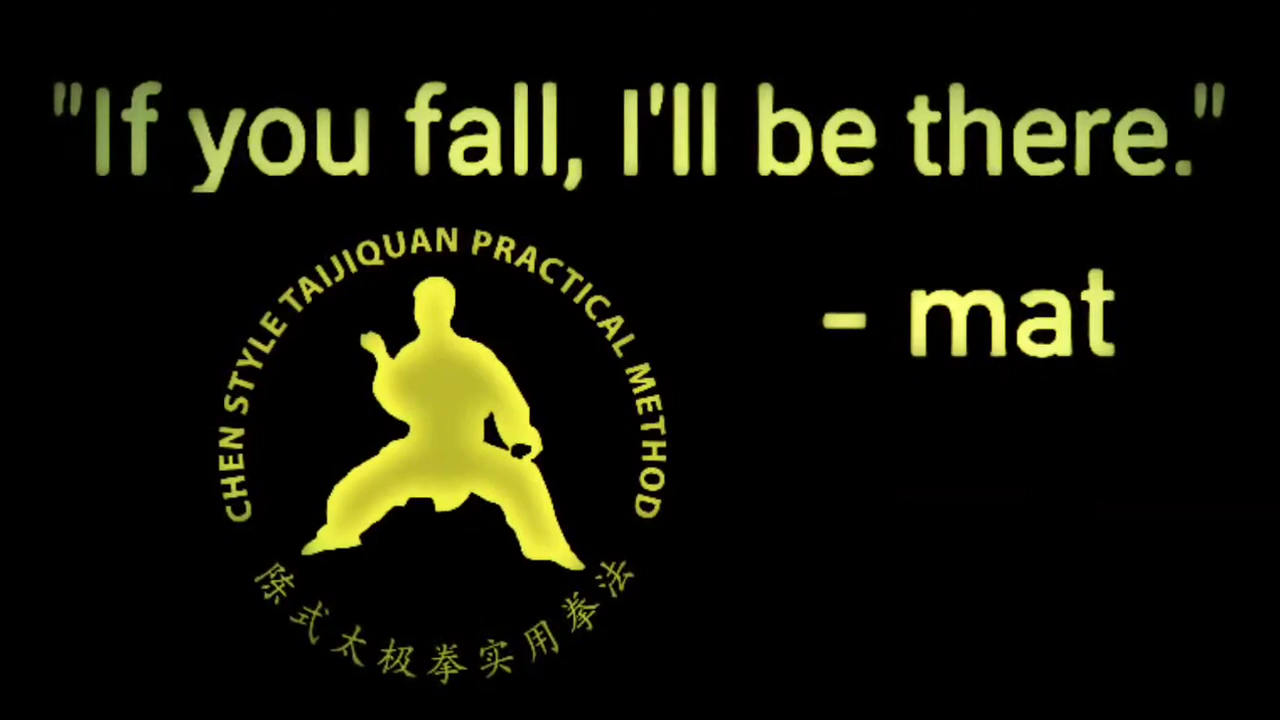 "If you fall, I'll be there."
- mat
CHEN STYLE TAIJIQUAN PRACTICAL METHOD
陈式太极拳实用拳法